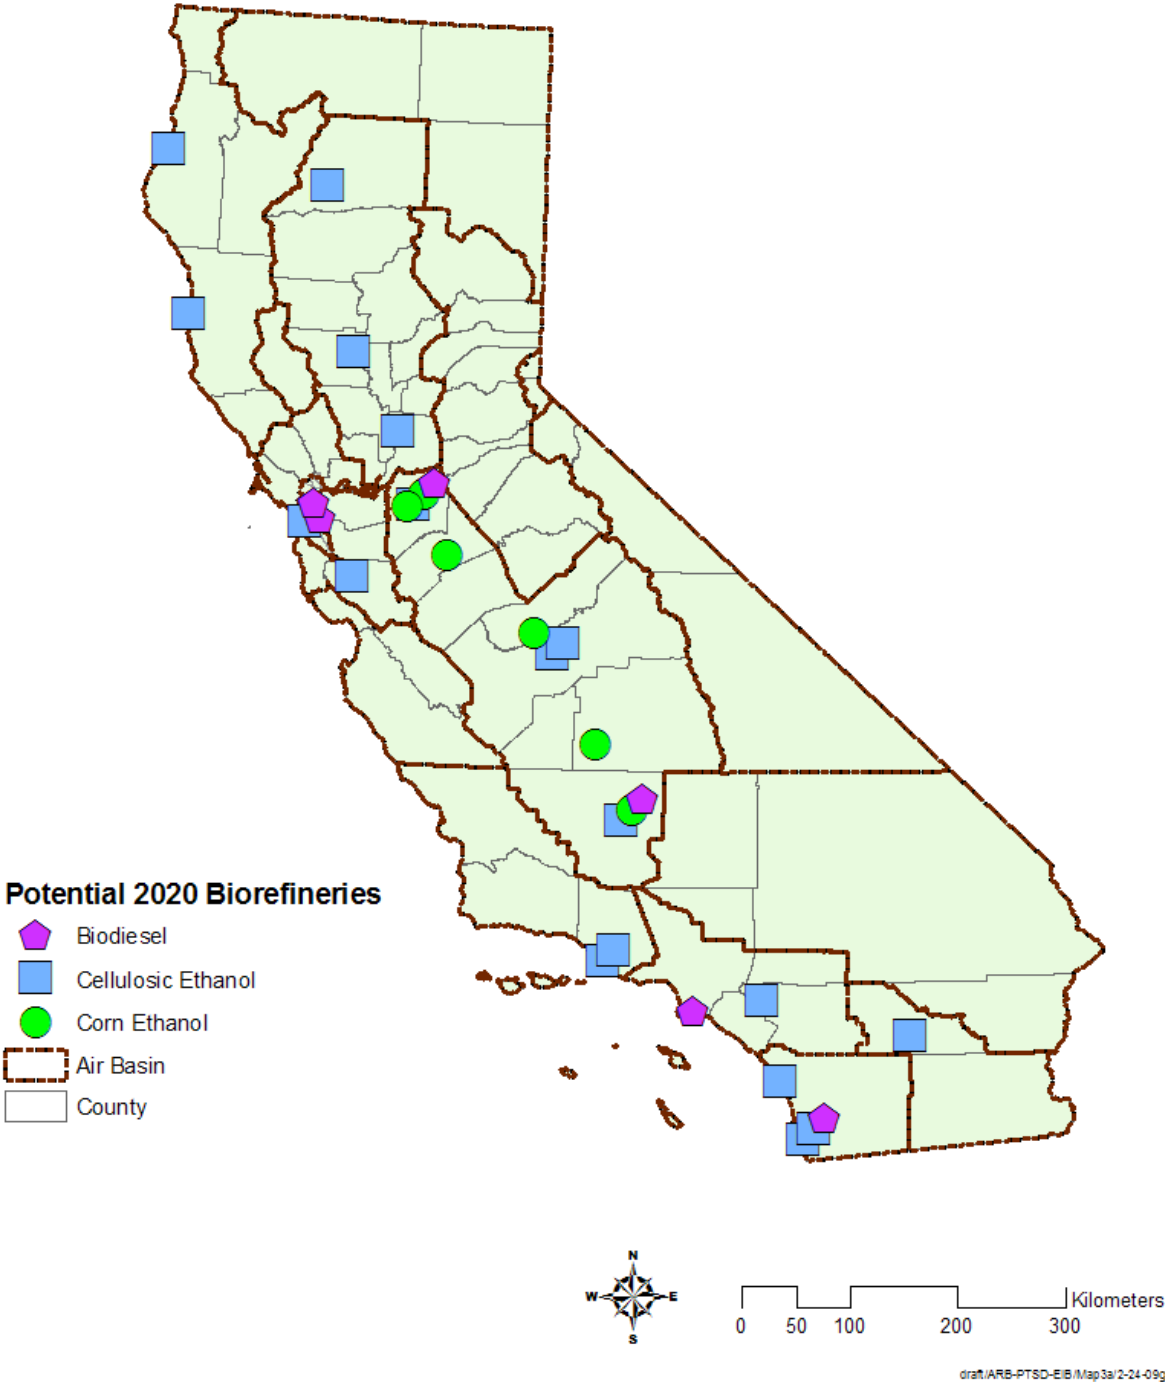 Potential 2020 Biorefineries
Biodiesel
Cellulosic Ethanol
Corn Ethanol
Air Basin
County
N
W E
S
Kilometers
0 50 100 200 300
draft/ARB-PTSD-EIB/Map3a/2-24-09g